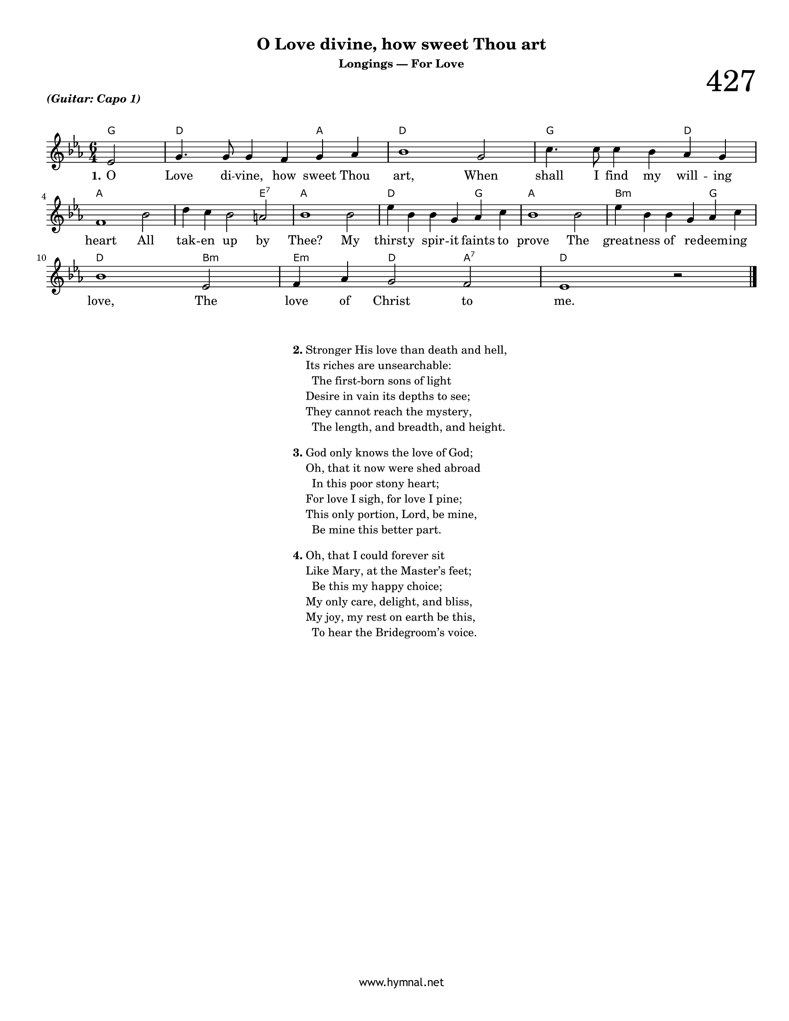 O Love divine, how sweet Thou art
Longings — For Love
427
(Guitar: Capo 1)
G D A D G D
1. O Love di-vine, how sweet Thou art, When shall I find my will - ing
4 A E7 A D G A Bm G
heart All tak-en up by Thee? My thirsty spir-it faints to prove The greatness of redeeming
10 D Bm Em D A7 D
love, The love of Christ to me.
2. Stronger His love than death and hell,
Its riches are unsearchable:
The first-born sons of light
Desire in vain its depths to see;
They cannot reach the mystery,
The length, and breadth, and height.
3. God only knows the love of God;
Oh, that it now were shed abroad
In this poor stony heart;
For love I sigh, for love I pine;
This only portion, Lord, be mine,
Be mine this better part.
4. Oh, that I could forever sit
Like Mary, at the Master's feet;
Be this my happy choice;
My only care, delight, and bliss,
My joy, my rest on earth be this,
To hear the Bridegroom's voice.
www.hymnal.net